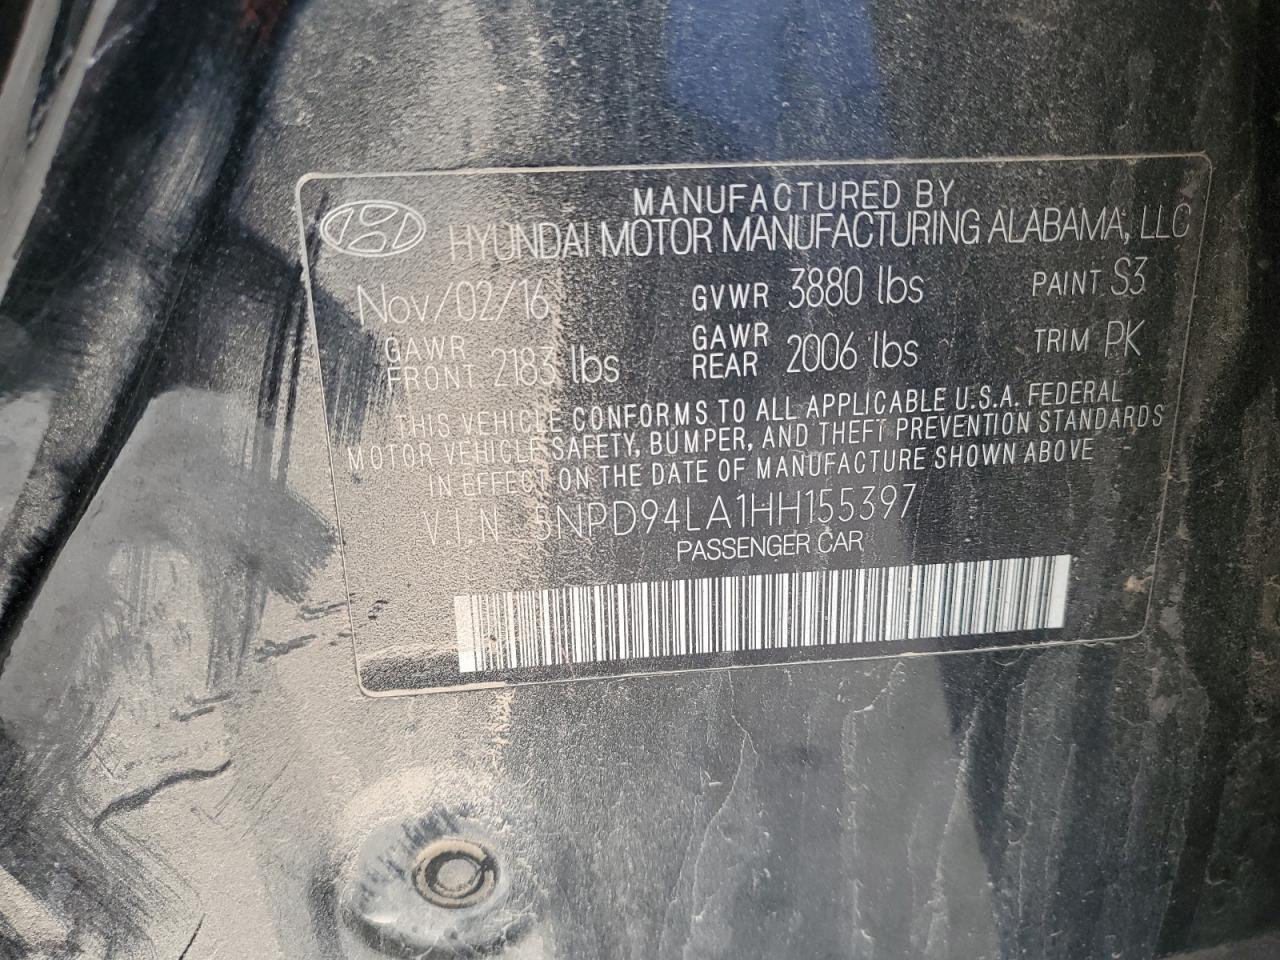 MANUFACTURED BY
HYUNDAI MOTOR MANUFACTURING ALABAMA, LLC
Nov/02/16 GVWR 3880 lbs PAINT S3
GAWR FRONT 2183 lbs GAWR REAR 2006 lbs TRIM PK
THIS VEHICLE CONFORMS TO ALL APPLICABLE U.S.A. FEDERAL
MOTOR VEHICLE SAFETY, BUMPER, AND THEFT PREVENTION STANDARDS
IN EFFECT ON THE DATE OF MANUFACTURE SHOWN ABOVE
V.I.N 5NPD94LA1HH155397
PASSENGER CAR